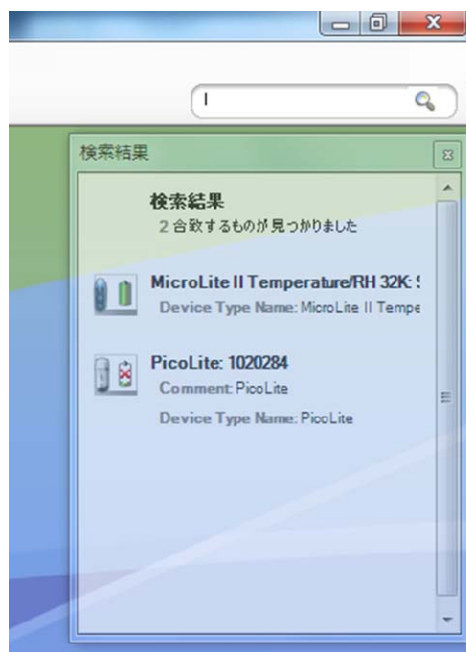 l
検索結果
検索結果
2 合致するものが見つかりました
MicroLite II Temperature/RH 32K:
Device Type Name: MicroLite II Tempe
PicoLite: 1020284
Comment: PicoLite
Device Type Name: PicoLite